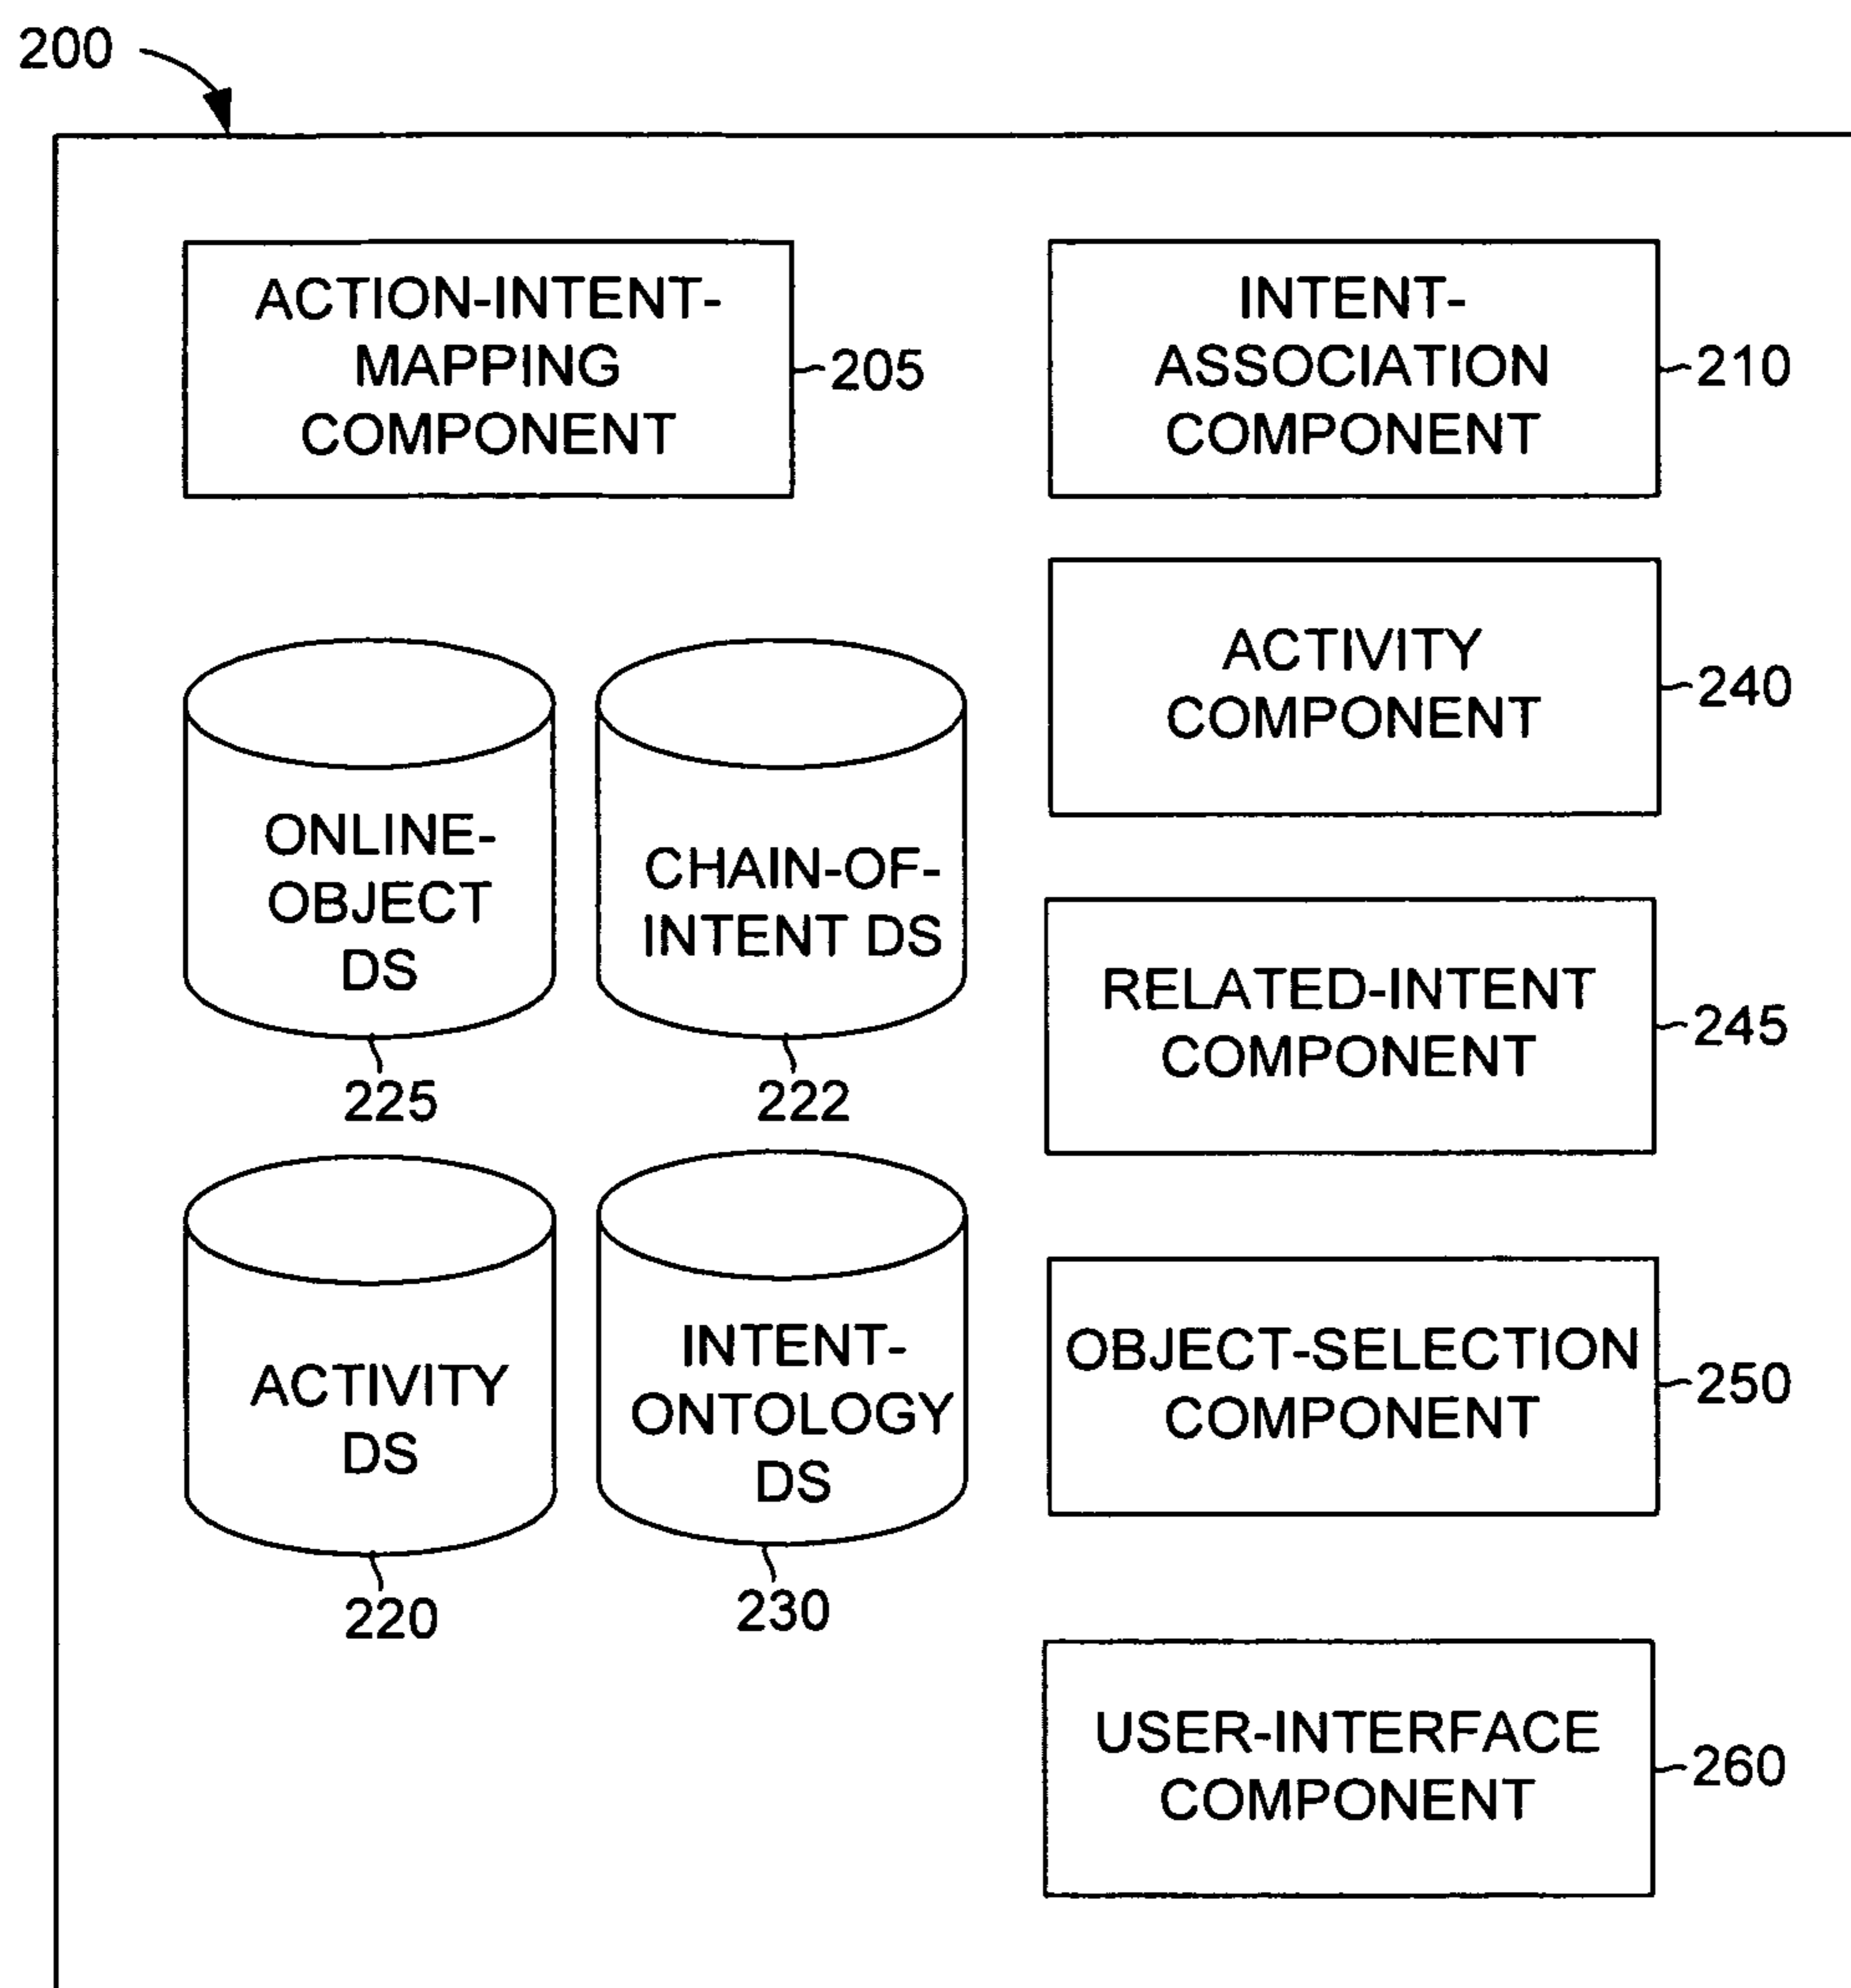 200
ACTION-INTENT-
MAPPING
COMPONENT
205
INTENT-
ASSOCIATION
COMPONENT
210
ACTIVITY
COMPONENT
240
ONLINE-
OBJECT
DS
225
CHAIN-OF-
INTENT DS
222
RELATED-INTENT
COMPONENT
245
ACTIVITY
DS
220
INTENT-
ONTOLOGY
DS
230
OBJECT-SELECTION
COMPONENT
250
USER-INTERFACE
COMPONENT
260